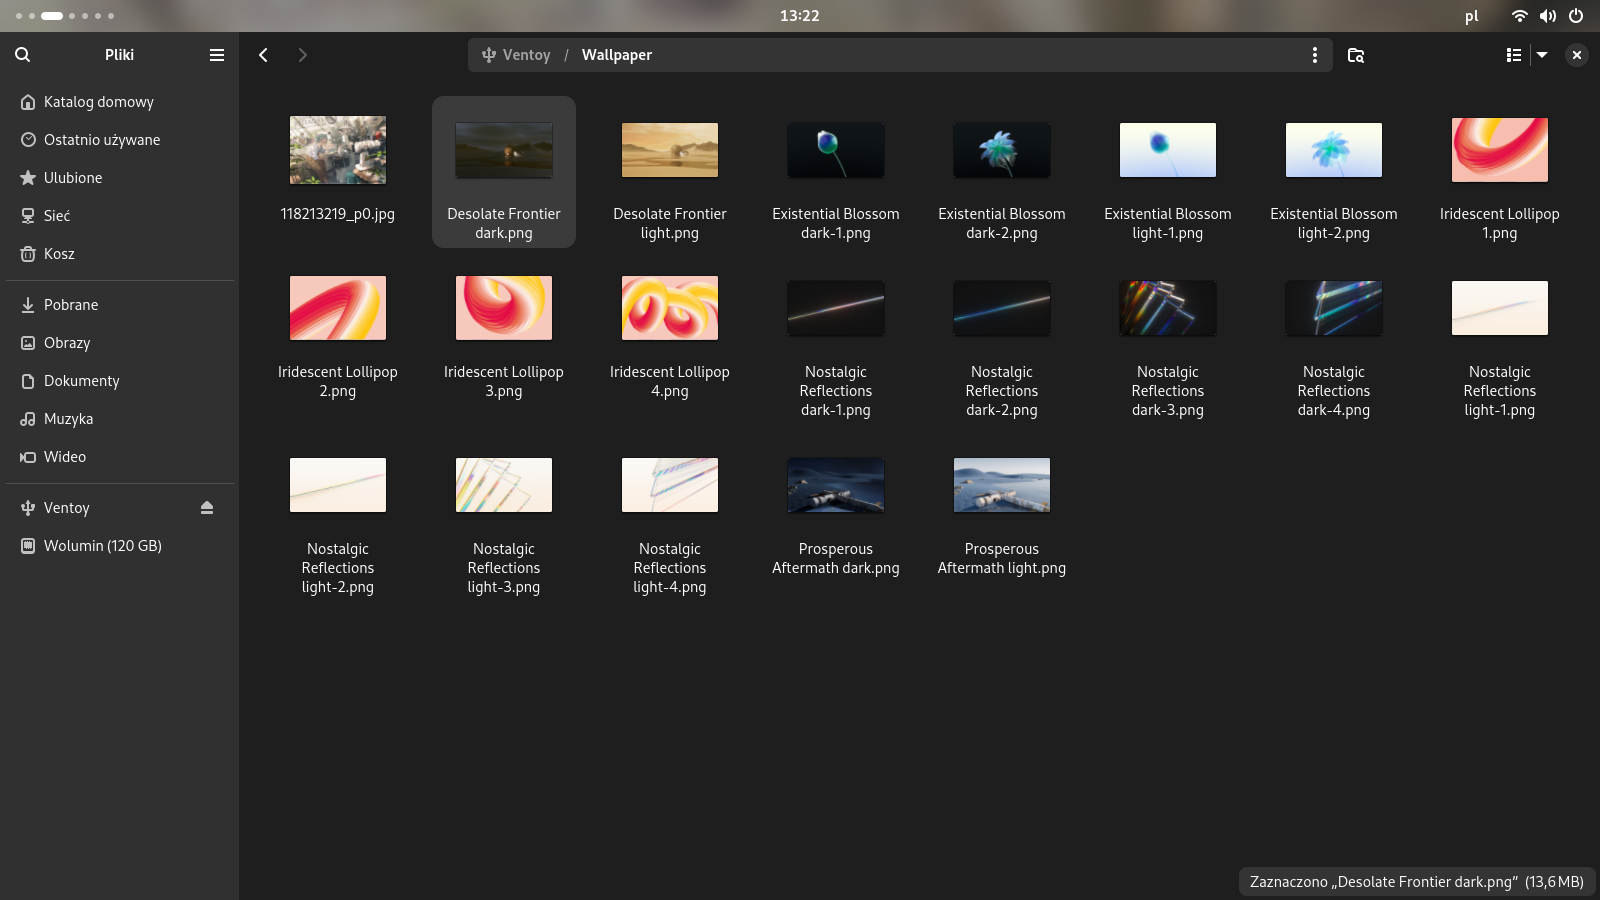 13:22
pl
Pliki
Ventoy / Wallpaper
Katalog domowy
Ostatnio używane
Ulubione
Sieć
Kosz
Pobrane
Obrazy
Dokumenty
Muzyka
Wideo
Ventoy
Wolumin (120 GB)
118213219_p0.jpg
Desolate Frontier
dark.png
Desolate Frontier
light.png
Existential Blossom
dark-1.png
Existential Blossom
dark-2.png
Existential Blossom
light-1.png
Existential Blossom
light-2.png
Iridescent Lollipop
1.png
Iridescent Lollipop
2.png
Iridescent Lollipop
3.png
Iridescent Lollipop
4.png
Nostalgic
Reflections
dark-1.png
Nostalgic
Reflections
dark-2.png
Nostalgic
Reflections
dark-3.png
Nostalgic
Reflections
dark-4.png
Nostalgic
Reflections
light-1.png
Nostalgic
Reflections
light-2.png
Nostalgic
Reflections
light-3.png
Nostalgic
Reflections
light-4.png
Prosperous
Aftermath dark.png
Prosperous
Aftermath light.png
Zaznaczono „Desolate Frontier dark.png” (13,6 MB)